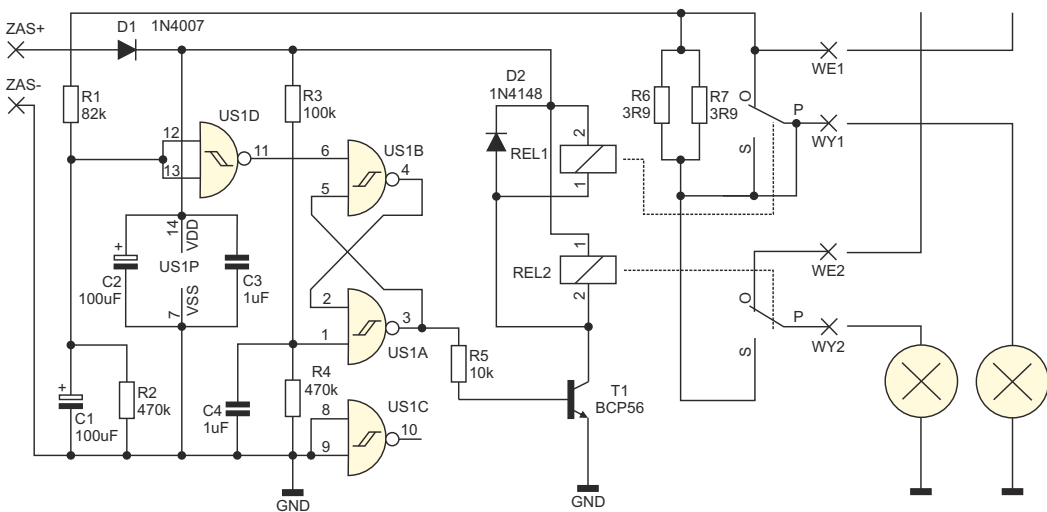 ZAS+
D1
1N4007
ZAS-
R1
82k
12
13
US1D
11
R3
100k
6
5
US1B
4
D2
1N4148
REL1
2
1
R6
3R9
R7
3R9
O
P
S
WE1
WY1
14
VDD
US1P
7
VSS
+
C2
100uF
C3
1uF
2
1
3
US1A
REL2
1
2
O
P
S
WE2
WY2
+
C1
100uF
R2
470k
C4
1uF
R4
470k
R5
10k
T1
BCP56
US1C
8
9
10
GND
GND